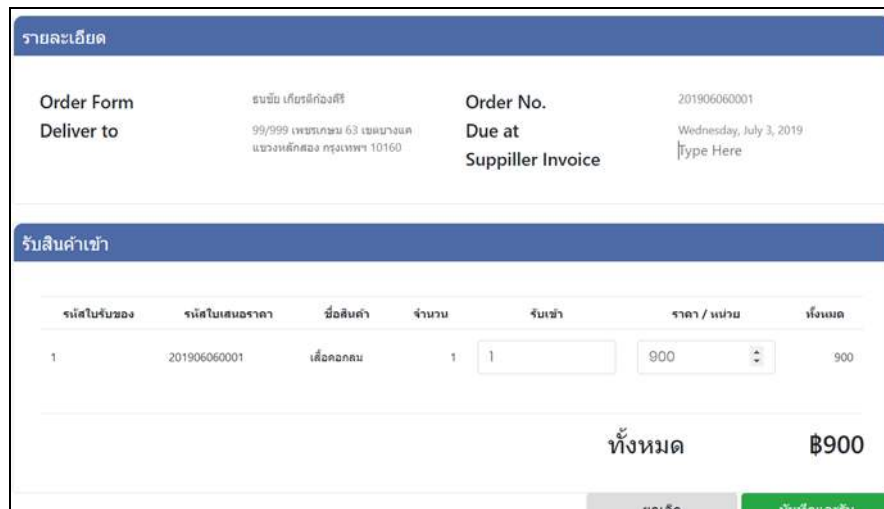 รายละเอียด
Order Form ธนชัย เกียรติก้องคีรี Order No. 201906060001
Deliver to 99/999 เพชรเกษม 63 เขตบางแค Due at Wednesday, July 3, 2019
แขวงหลักสอง กรุงเทพฯ 10160 Suppiller Invoice Type Here
รับสินค้าเข้า
รหัสใบรับของ รหัสใบเสนอราคา ชื่อสินค้า จำนวน รับเข้า ราคา / หน่วย ทั้งหมด
1 201906060001 เสื้อคอกลม 1 1 900 900
ทั้งหมด ฿900
ยกเลิก